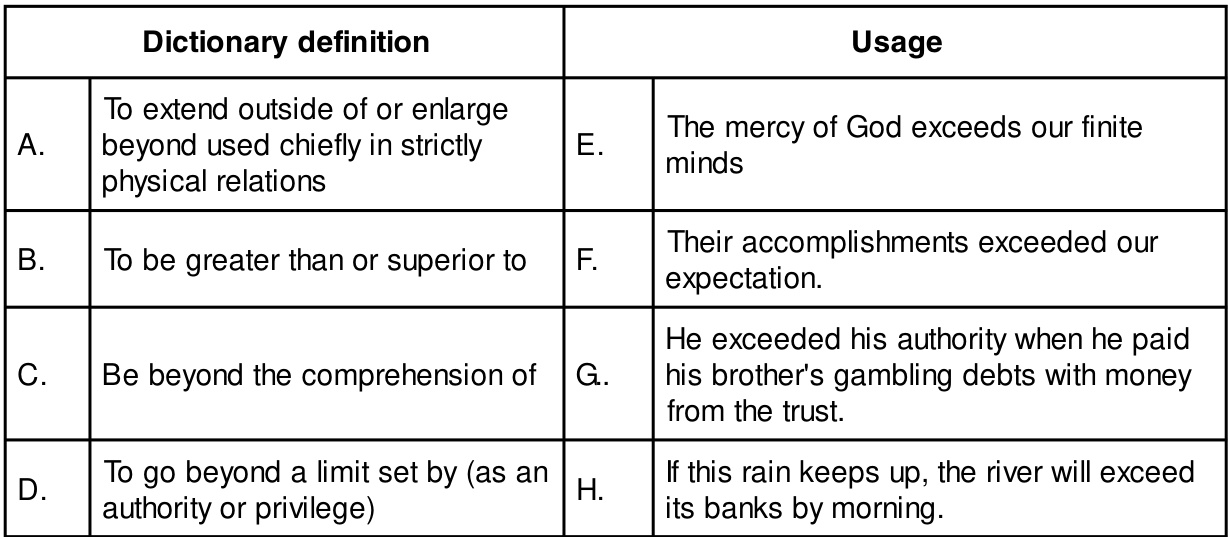 Dictionary definition Usage
A. To extend outside of or enlarge
beyond used chiefly in strictly
physical relations
E. The mercy of God exceeds our finite
minds
B. To be greater than or superior to
F. Their accomplishments exceeded our
expectation.
C. Be beyond the comprehension of
G.. He exceeded his authority when he paid
his brother's gambling debts with money
from the trust.
D. To go beyond a limit set by (as an
authority or privilege)
H. If this rain keeps up, the river will exceed
its banks by morning.